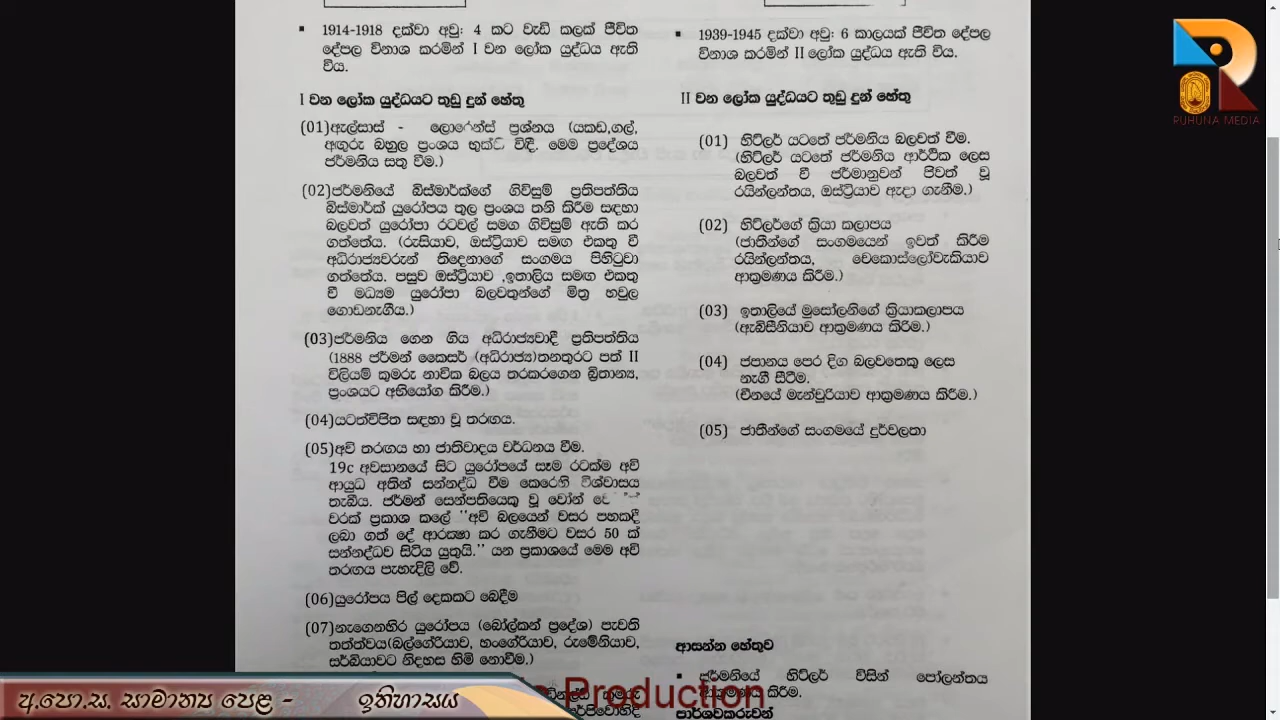 1914-1918 දක්වා අවු: 4 කට වැඩි කලක් ජීවිත
දේපල විනාශ කරමින් I වන ලෝක යුද්ධය ඇති
විය.
I වන ලෝක යුද්ධයට තුඩු දුන් හේතු
(01)ඇල්සාස් - ලොරෙන්ස් ප්‍රශ්නය (යකඩ,ගල්,
අඟුරු බහුල ප්‍රංශය භුක්ති විඳි. මෙම ප්‍රදේශය
ජර්මනිය සතු වීම.)
(02)ජර්මනියේ බිස්මාර්ක්ගේ ගිවිසුම් ප්‍රතිපත්තිය
බිස්මාර්ක් යුරෝපය තුල ප්‍රංශය තනි කිරීම සඳහා
බලවත් යුරෝපා රටවල් සමග ගිවිසුම් ඇති කර
ගත්තේය. (රුසියාව, ඔස්ට්‍රියාව සමඟ එකතු වී
අධිරාජ්‍යවරුන් තිදෙනාගේ සංගමය පිහිටුවා
ගත්තේය. පසුව ඔස්ට්‍රියාව ,ඉතාලිය සමඟ එකතු
වී මධ්‍යම යුරෝපා බලවතුන්ගේ මිත්‍ර හවුල
ගොඩනැගීය.)
(03)ජර්මනිය ගෙන ගිය අධිරාජ්‍යවාදී ප්‍රතිපත්තිය
(1888 ජර්මන් කෛසර් (අධිරාජ්‍ය)තනතුරට පත් II
විලියම් කුමරු නාවික බලය තරකරගෙන බ්‍රිතාන්‍ය,
ප්‍රංශයට අභියෝග කිරීම.)
(04)යටත්විජිත සඳහා වූ තරඟය.
(05)අවි තරඟය හා ජාතිවාදය වර්ධනය වීම.
19c අවසානයේ සිට යුරෝපයේ සෑම රටක්ම අවි
ආයුධ අතින් සන්නද්ධ වීම කෙරෙහි විශ්වාසය
තැබීය. ජර්මන් සෙන්පතියෙකු වූ වෝන්
වරක් ප්‍රකාශ කලේ ''අවි බලයෙන් වසර පහකදී
ලබා ගත් දේ ආරක්‍ෂා කර ගැනීමට වසර 50 ක්
සන්නද්ධව සිටිය යුතුයි.'' යන ප්‍රකාශයේ මෙම අවි
තරඟය පැහැදිලි වේ.
(06)යුරෝපය පිල් දෙකකට බෙදීම
(07)නැගෙනහිර යුරෝපය (බෝල්කන් ප්‍රදේශ) පැවති
තත්ත්වය(බල්ගේරියාව, හංගේරියාව, රුමේනියාව,
සර්බියාවට නිදහස හිමි නොවීම.)
1939-1945 දක්වා අවු: 6 කාලයක් ජීවිත දේපල
විනාශ කරමින් II ලෝක යුද්ධය ඇති විය.
II වන ලෝක යුද්ධයට තුඩු දුන් හේතු
(01) හිට්ලර් යටතේ ජර්මනිය බලවත් වීම.
(හිට්ලර් යටතේ ජර්මනිය ආර්ථික ලෙස
බලවත් වී ජර්මානුවන් ජීවත් වූ
රයින්ලන්තය, ඔස්ට්‍රියාව ඈඳා ගැනීම.)
(02) හිට්ලර්ගේ ක්‍රියා කලාපය
(ජාතීන්ගේ සංගමයෙන් ඉවත් කිරීම
රයින්ලන්තය, චෙකොස්ලෝවැකියාව
ආක්‍රමණය කිරීම.)
(03) ඉතාලියේ මුසෝලනිගේ ක්‍රියාකලාපය
(ඇබිසීනියාව ආක්‍රමණය කිරීම.)
(04) ජපානය පෙර දිග බලවතෙකු ලෙස
නැගී සිටීම.
(චීනයේ මැන්චුරියාව ආක්‍රමණය කිරීම.)
(05) ජාතීන්ගේ සංගමයේ දුර්වලතා
ආසන්න හේතුව
ජර්මනියේ හිට්ලර් විසින් පෝලන්තය
ආක්‍රමණය කිරීම.
පාර්ශවකරුවන්
RUHUNA MEDIA
Production
අ.පො.ස. සාමාන්‍ය පෙළ - ඉතිහාසය